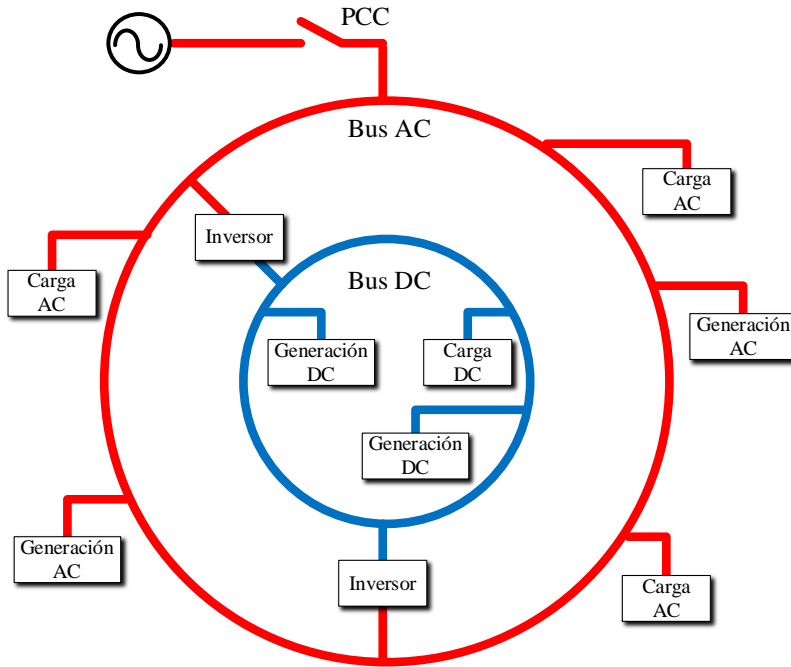 PCC
Bus AC
Carga
AC
Inversor
Carga
AC
Bus DC
Generación
AC
Generación
DC
Carga
DC
Generación
DC
Generación
AC
Inversor
Carga
AC